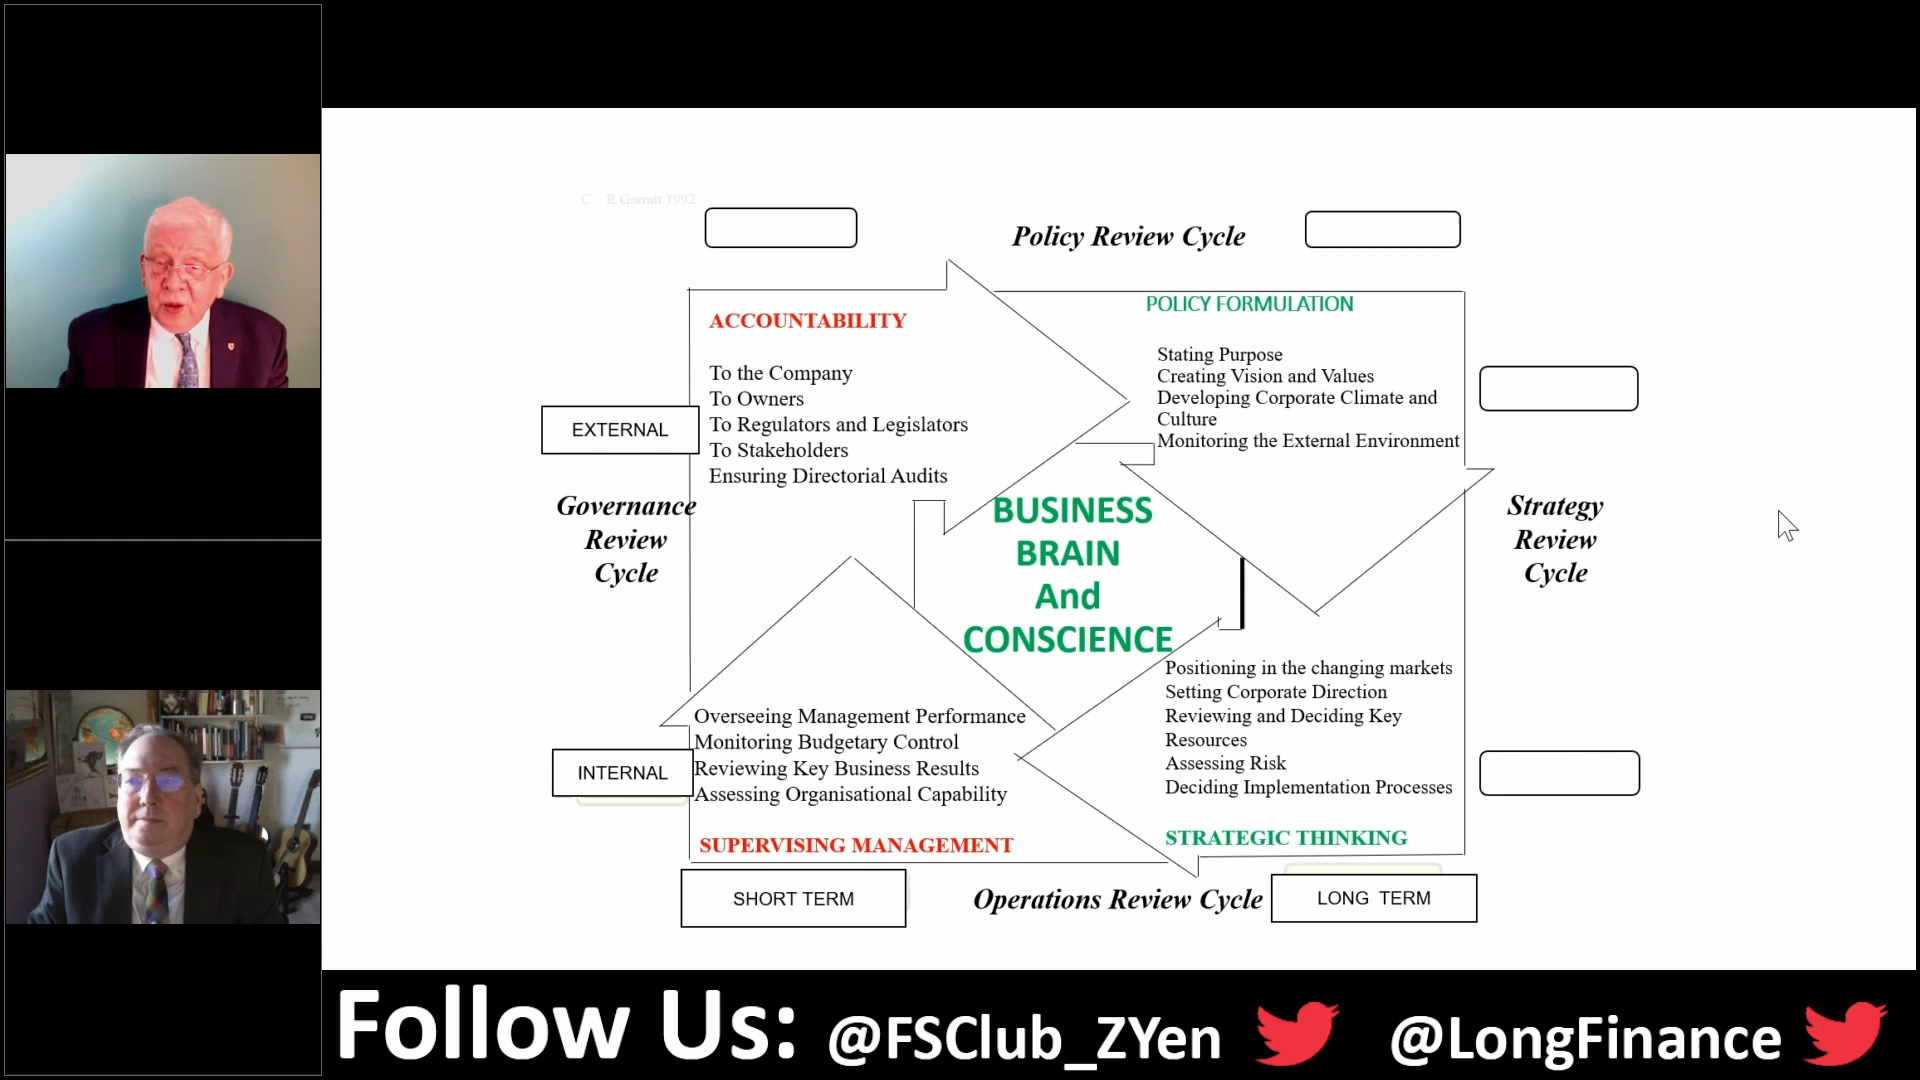 C R Garratt 1992
Policy Review Cycle
ACCOUNTABILITY
To the Company
To Owners
To Regulators and Legislators
To Stakeholders
Ensuring Directorial Audits
POLICY FORMULATION
Stating Purpose
Creating Vision and Values
Developing Corporate Climate and
Culture
Monitoring the External Environment
EXTERNAL
Governance
Review
Cycle
BUSINESS
BRAIN
And
CONSCIENCE
Strategy
Review
Cycle
Overseeing Management Performance
Monitoring Budgetary Control
Reviewing Key Business Results
Assessing Organisational Capability
INTERNAL
SUPERVISING MANAGEMENT
Positioning in the changing markets
Setting Corporate Direction
Reviewing and Deciding Key
Resources
Assessing Risk
Deciding Implementation Processes
STRATEGIC THINKING
SHORT TERM
Operations Review Cycle
LONG TERM
Follow Us: @FSClub_ZYen @LongFinance